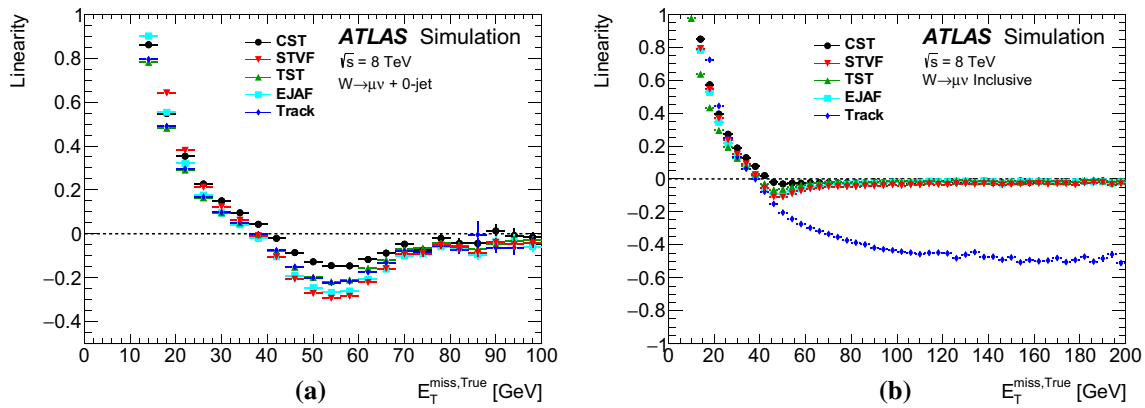 Linearity
1
0.8
0.6
0.4
0.2
0
−0.2
−0.4
CST
STVF
TST
EJAF
Track
ATLAS Simulation
√s = 8 TeV
W→μν + 0-jet
0 10 20 30 40 50 60 70 80 90 100
E_T^miss,True [GeV]
(a)
Linearity
0.8
0.6
0.4
0.2
0
−0.2
−0.4
−0.6
−0.8
−1
CST
STVF
TST
EJAF
Track
ATLAS Simulation
√s = 8 TeV
W→μν Inclusive
0 20 40 60 80 100 120 140 160 180 200
E_T^miss,True [GeV]
(b)